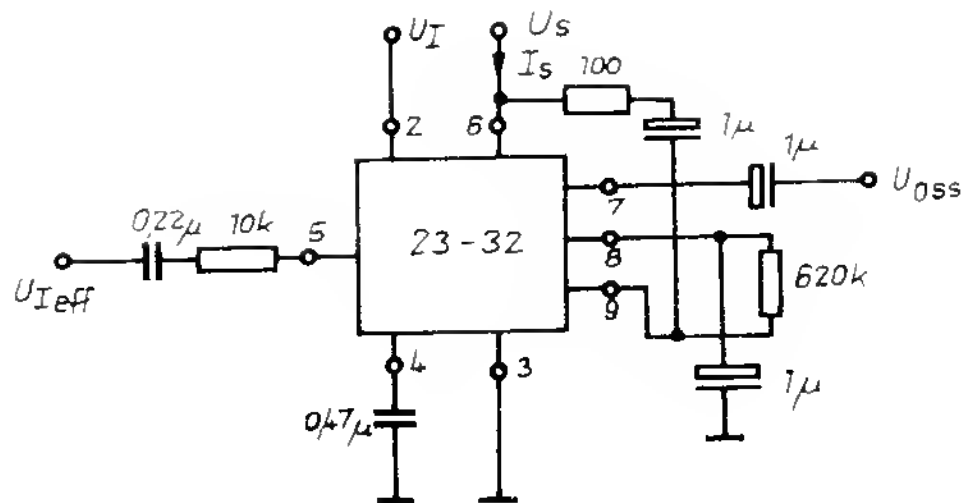 U_I
U_S
I_S
100
2
6
1µ
1µ
7
U_OSS
0,22µ
10k
5
23-32
8
620k
U_Ieff
9
4
3
1µ
0,47µ